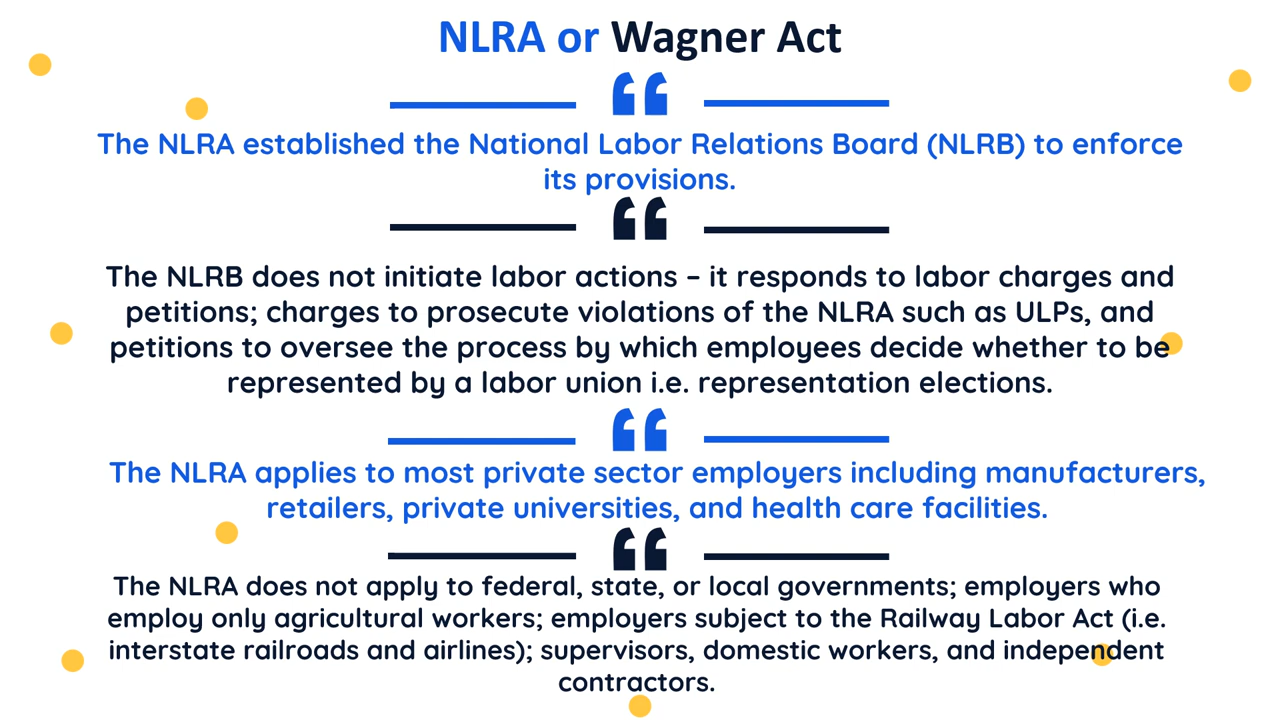 NLRA or Wagner Act
The NLRA established the National Labor Relations Board (NLRB) to enforce
its provisions.
The NLRB does not initiate labor actions – it responds to labor charges and
petitions; charges to prosecute violations of the NLRA such as ULPs, and
petitions to oversee the process by which employees decide whether to be
represented by a labor union i.e. representation elections.
The NLRA applies to most private sector employers including manufacturers,
retailers, private universities, and health care facilities.
The NLRA does not apply to federal, state, or local governments; employers who
employ only agricultural workers; employers subject to the Railway Labor Act (i.e.
interstate railroads and airlines); supervisors, domestic workers, and independent
contractors.